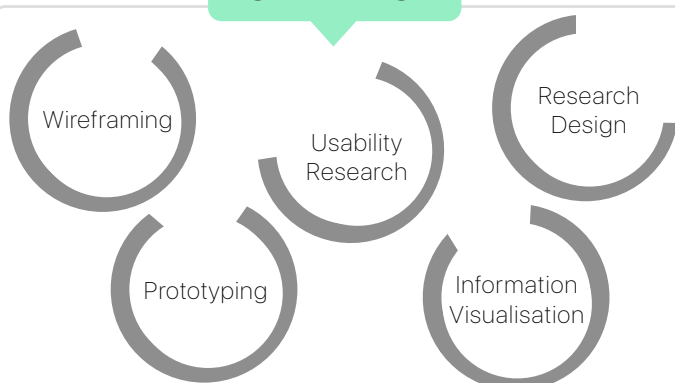 Wireframing
Usability
Research
Research
Design
Prototyping
Information
Visualisation